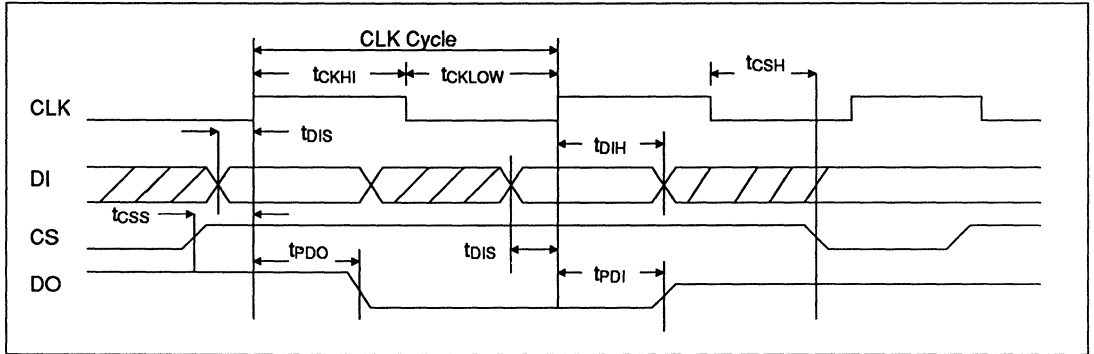 CLK Cycle
tCKHI
tCKLOW
tCSH
CLK
tDIS
tDIH
DI
tCSS
CS
tPDO
tDIS
tPDI
DO